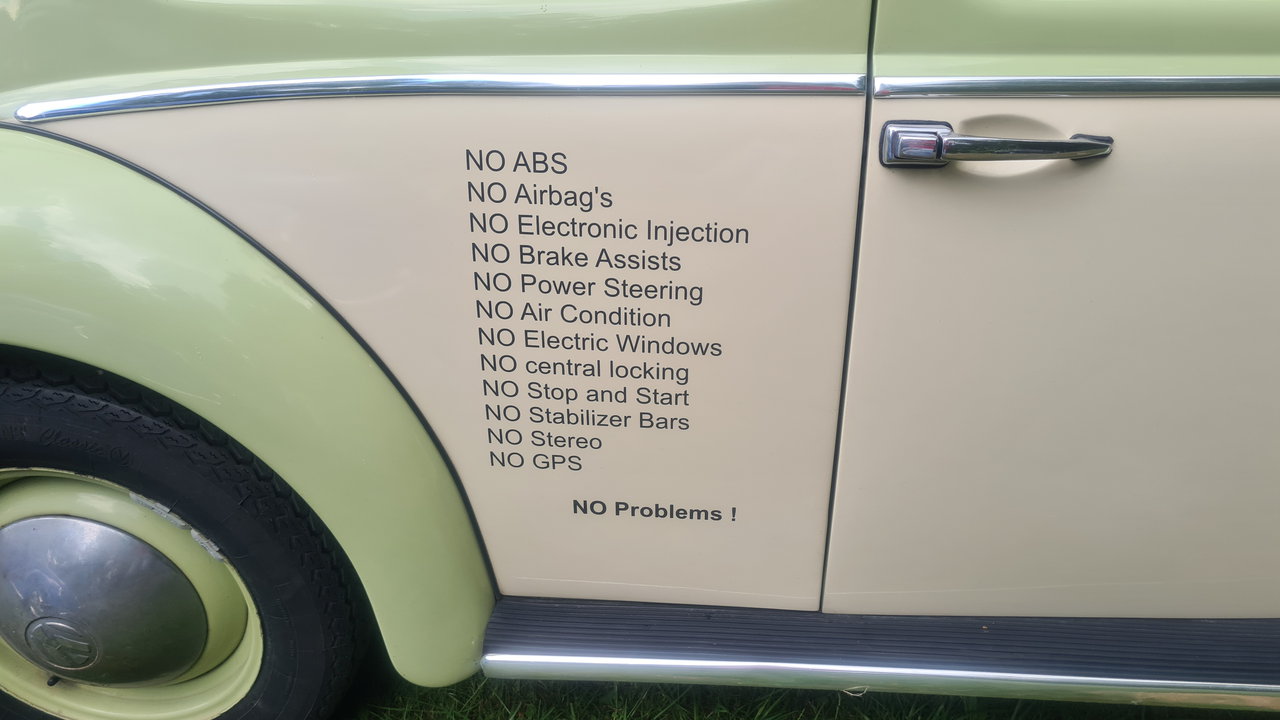 NO ABS
NO Airbag's
NO Electronic Injection
NO Brake Assists
NO Power Steering
NO Air Condition
NO Electric Windows
NO central locking
NO Stop and Start
NO Stabilizer Bars
NO Stereo
NO GPS
NO Problems !